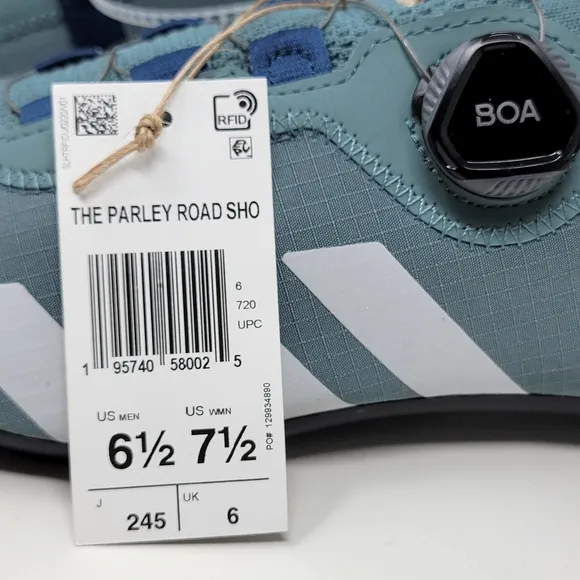 RFID
BOA
THE PARLEY ROAD SHO
6
720
UPC
1 95740 58002 5
US MEN US WMN
6½ 7½
PO# 129934890
J UK
245 6